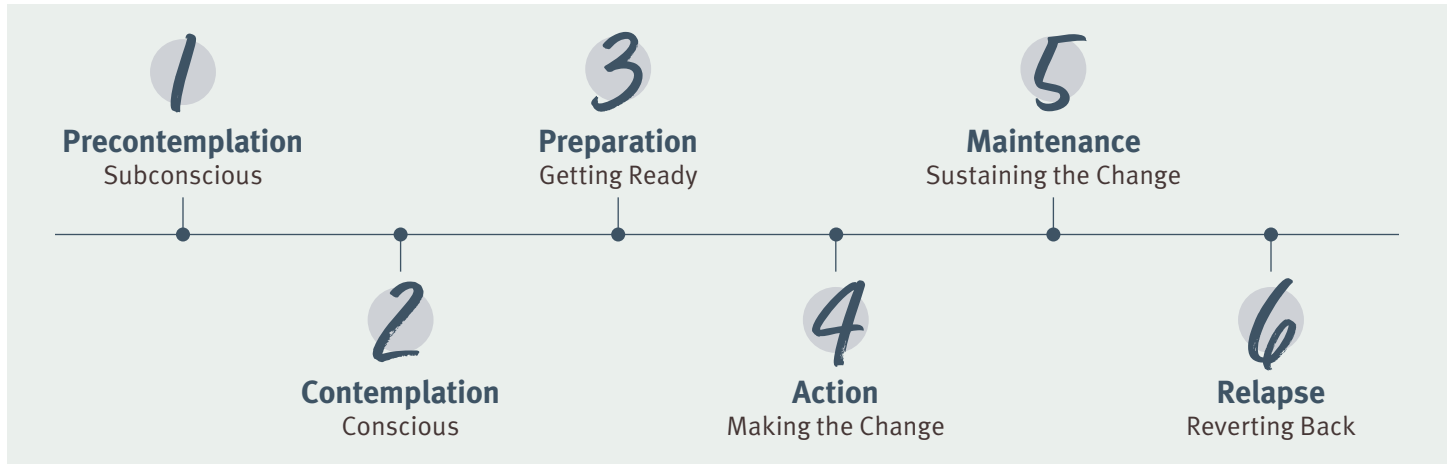 1
Precontemplation
Subconscious
2
Contemplation
Conscious
3
Preparation
Getting Ready
4
Action
Making the Change
5
Maintenance
Sustaining the Change
6
Relapse
Reverting Back